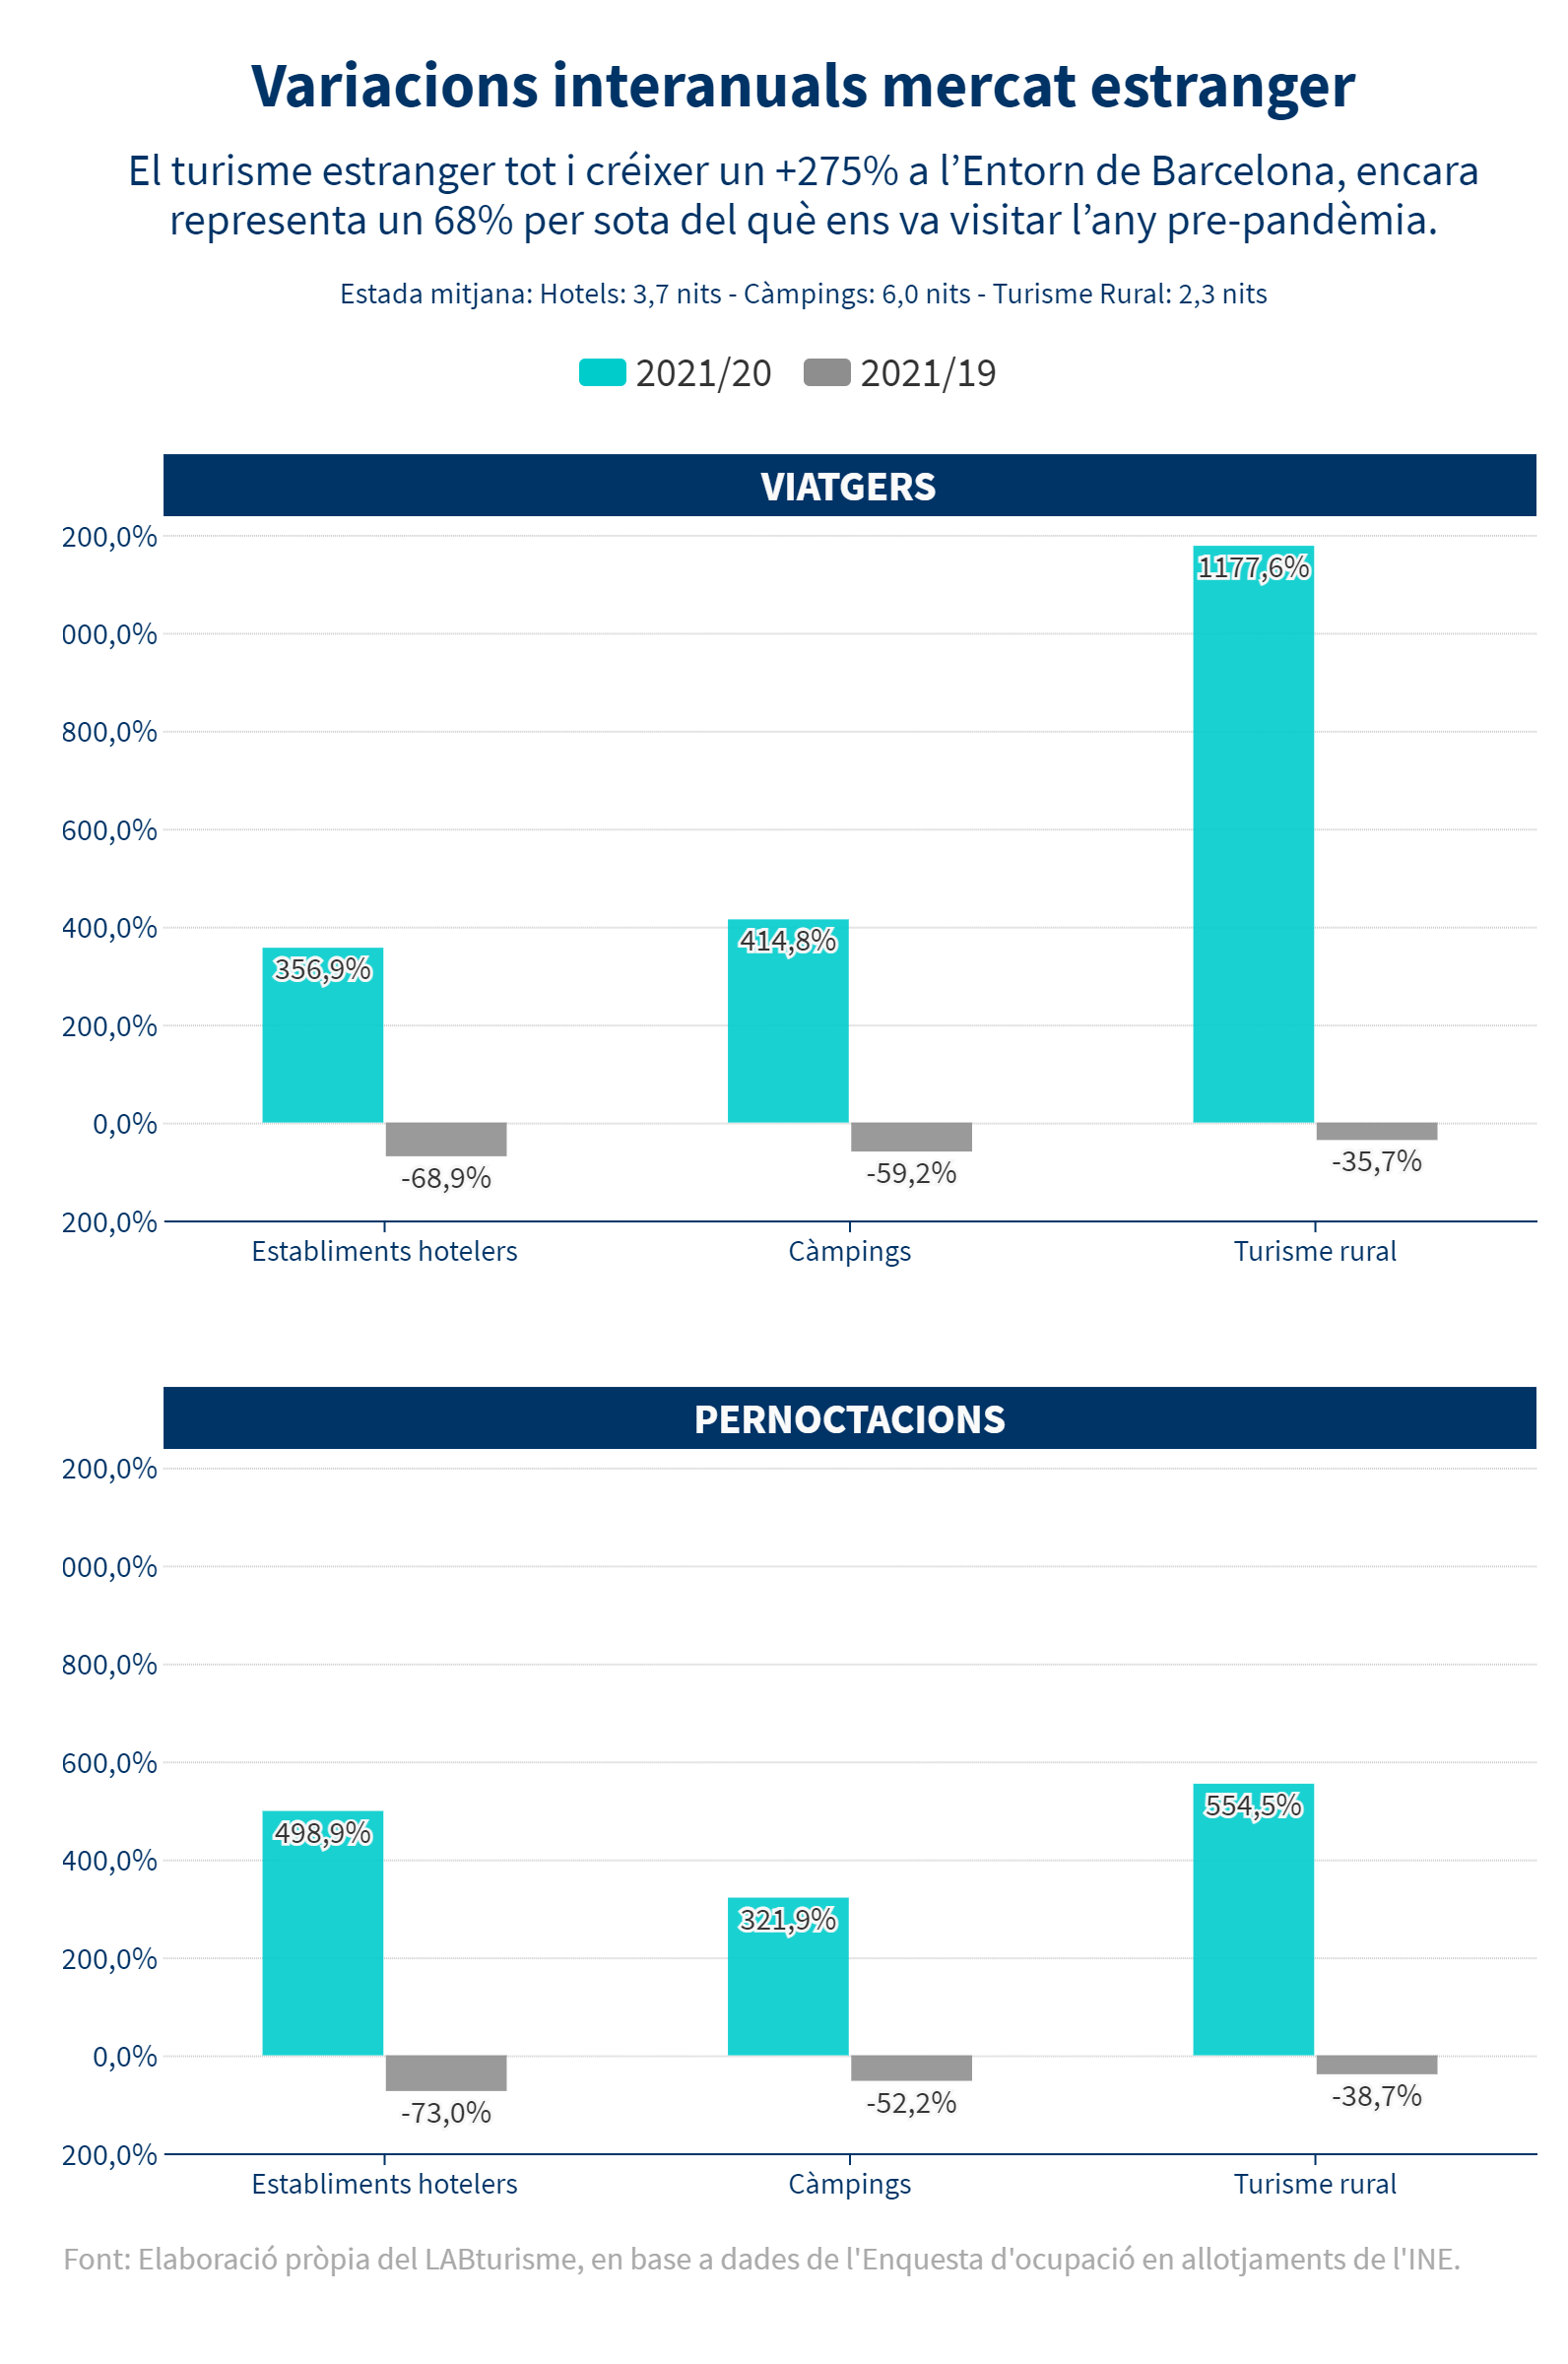 Variacions interanuals mercat estranger
El turisme estranger tot i créixer un +275% a l’Entorn de Barcelona, encara
representa un 68% per sota del què ens va visitar l’any pre-pandèmia.
Estada mitjana: Hotels: 3,7 nits - Càmpings: 6,0 nits - Turisme Rural: 2,3 nits
2021/20 2021/19
VIATGERS
200,0%
1177,6%
000,0%
800,0%
600,0%
400,0%
414,8%
356,9%
200,0%
0,0%
-68,9% -59,2% -35,7%
200,0%
Establiments hotelers Càmpings Turisme rural
PERNOCTACIONS
200,0%
000,0%
800,0%
600,0%
554,5%
498,9%
400,0%
321,9%
200,0%
0,0%
-73,0% -52,2% -38,7%
200,0%
Establiments hotelers Càmpings Turisme rural
Font: Elaboració pròpia del LABturisme, en base a dades de l'Enquesta d'ocupació en allotjaments de l'INE.